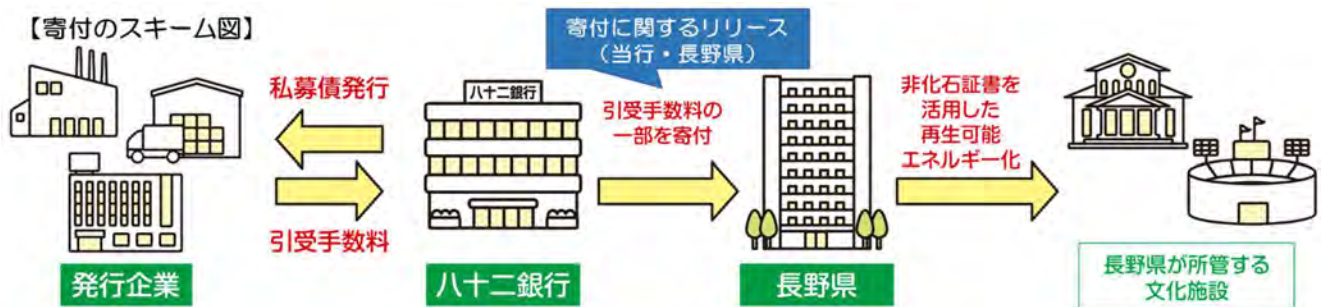 【寄付のスキーム図】
私募債発行
引受手数料
発行企業
八十二銀行
八十二銀行
寄付に関するリリース
(当行・長野県)
引受手数料の
一部を寄付
長野県
非化石証書を
活用した
再生可能
エネルギー化
長野県が所管する
文化施設